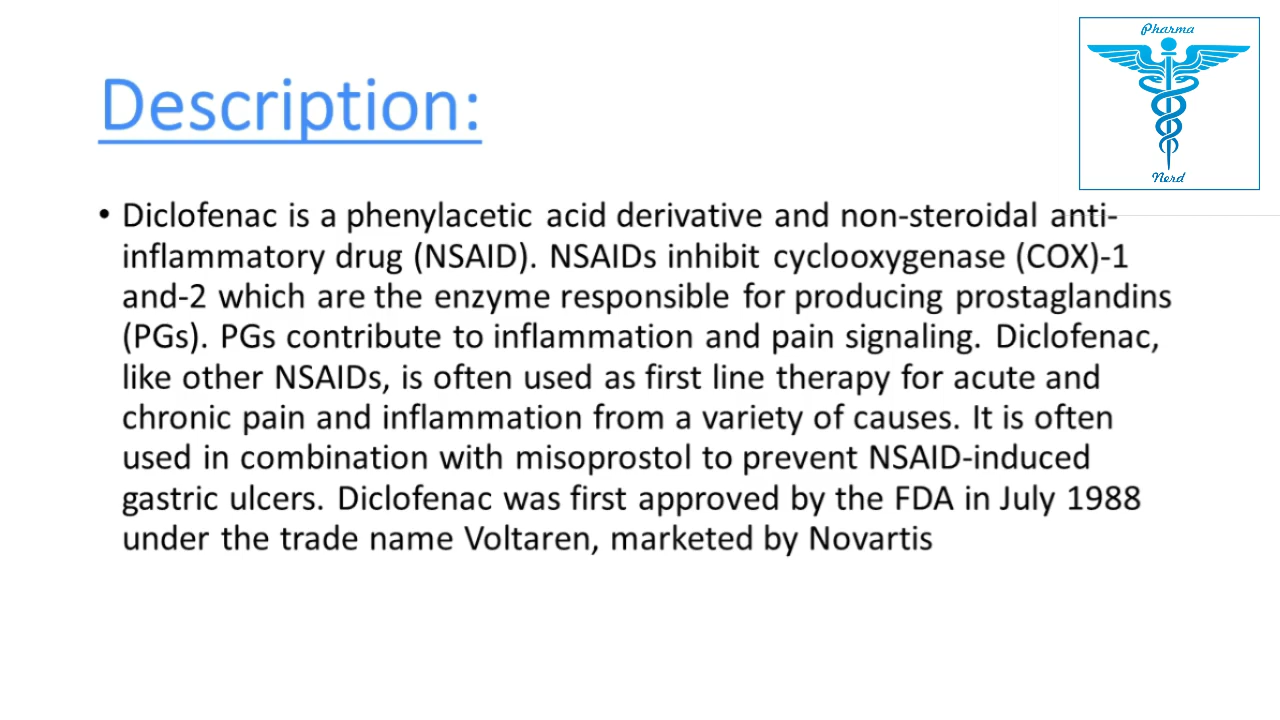 Pharma
Nerd
Description:
• Diclofenac is a phenylacetic acid derivative and non-steroidal anti-
inflammatory drug (NSAID). NSAIDs inhibit cyclooxygenase (COX)-1
and-2 which are the enzyme responsible for producing prostaglandins
(PGs). PGs contribute to inflammation and pain signaling. Diclofenac,
like other NSAIDs, is often used as first line therapy for acute and
chronic pain and inflammation from a variety of causes. It is often
used in combination with misoprostol to prevent NSAID-induced
gastric ulcers. Diclofenac was first approved by the FDA in July 1988
under the trade name Voltaren, marketed by Novartis